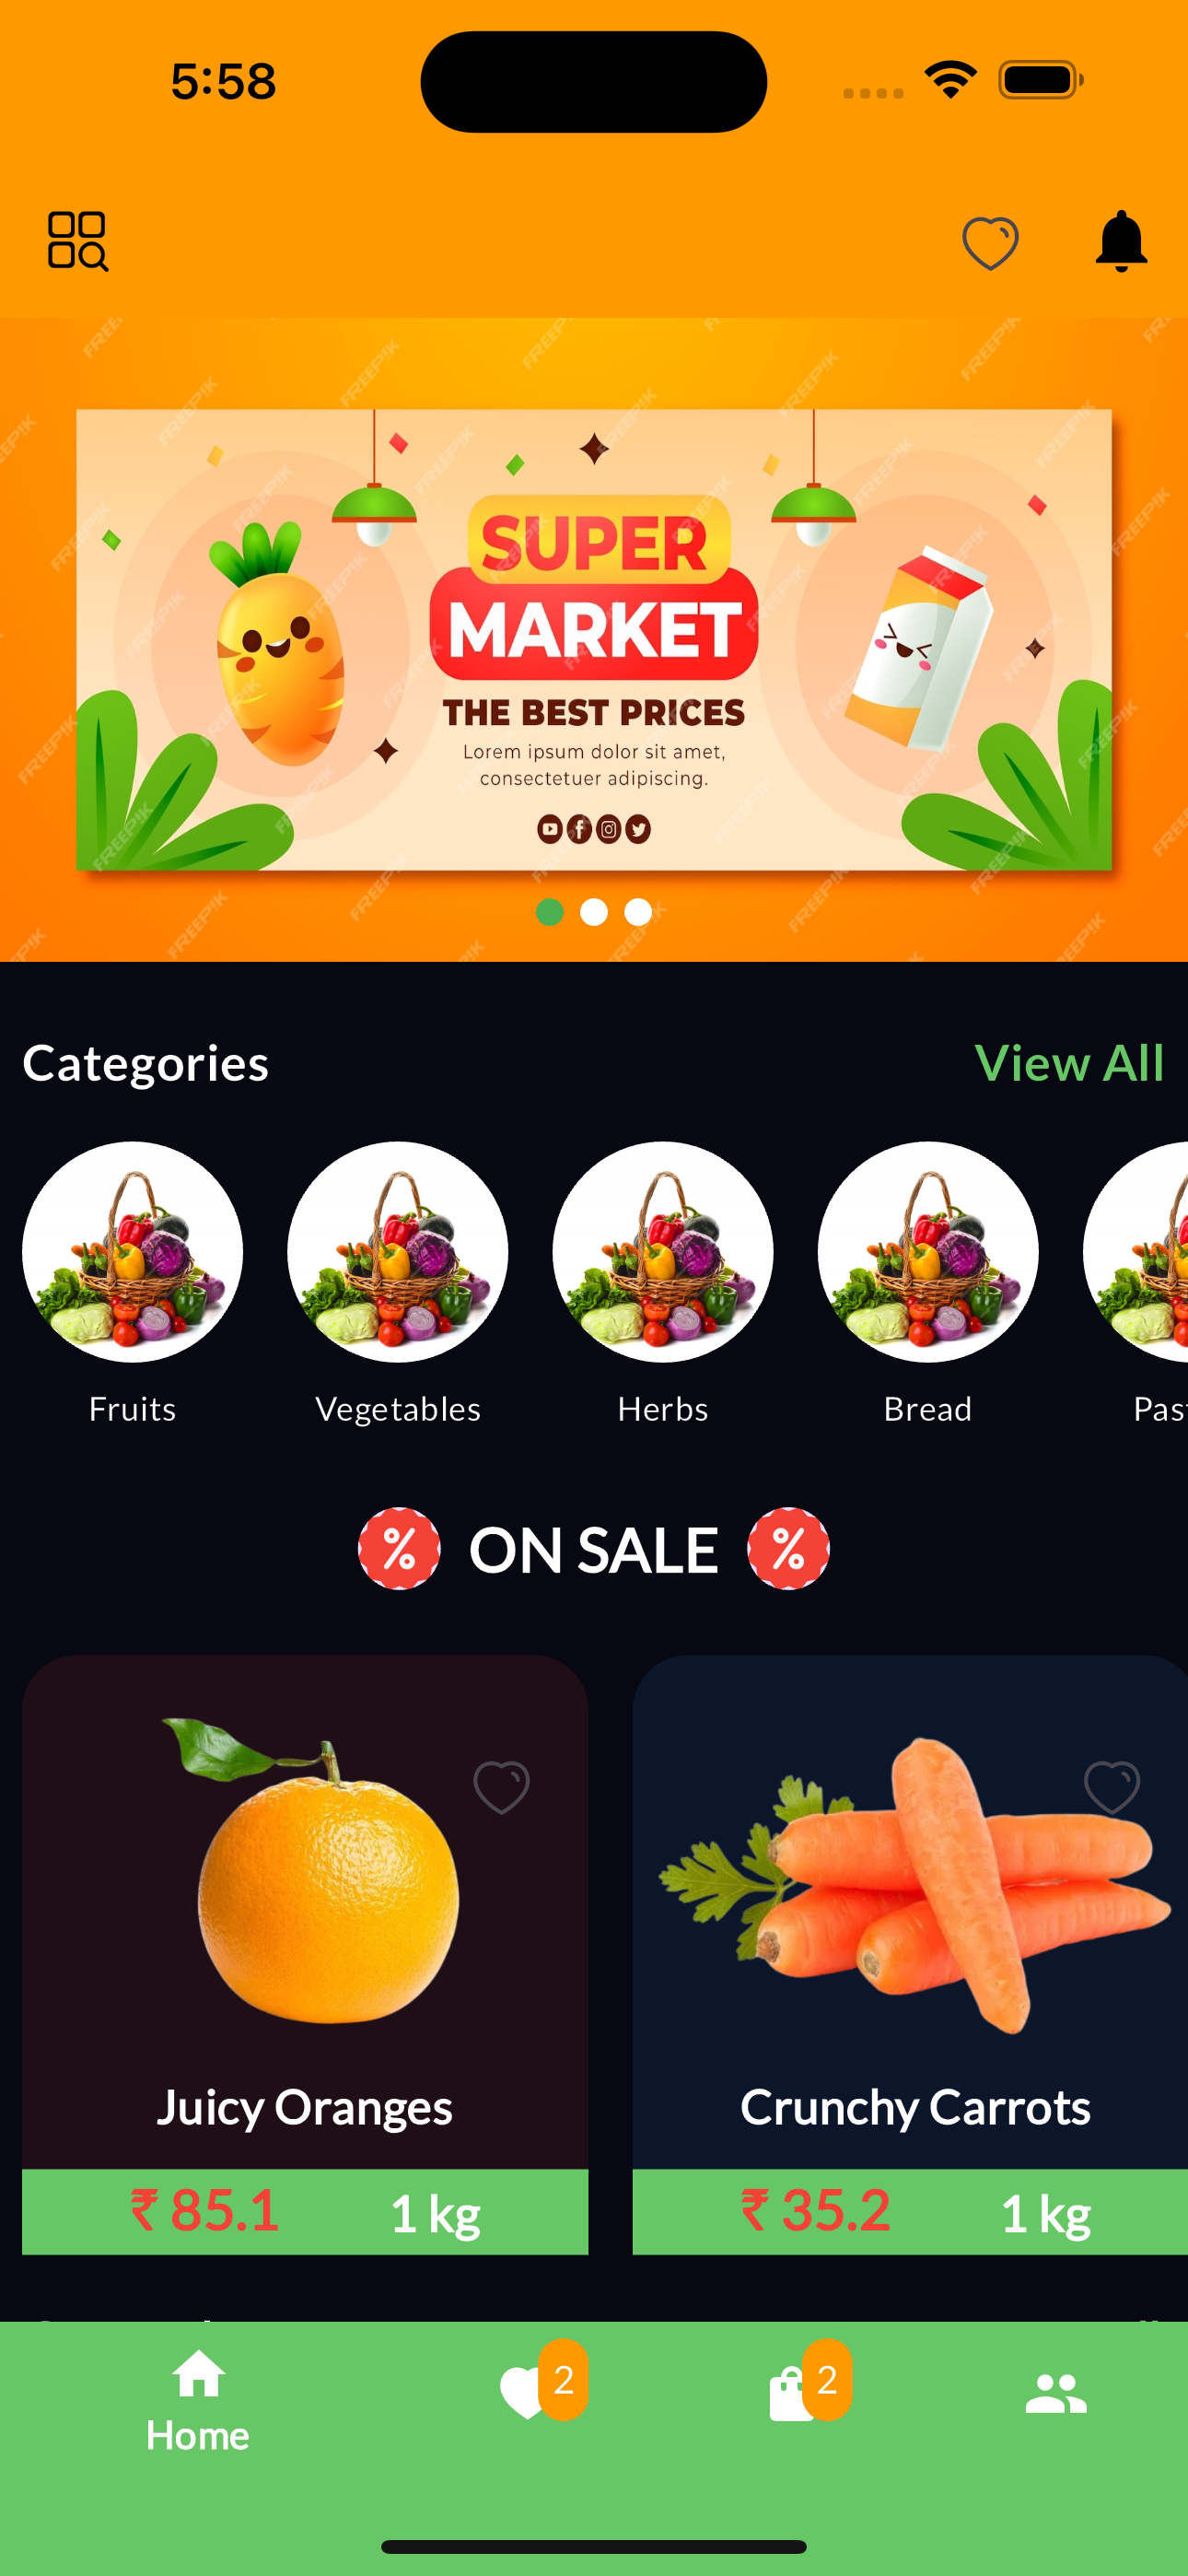 5:58
SUPER
MARKET
THE BEST PRICES
Lorem ipsum dolor sit amet,
consectetuer adipiscing.
Categories
View All
Fruits
Vegetables
Herbs
Bread
Past
% ON SALE %
Juicy Oranges
Crunchy Carrots
₹ 85.1
1 kg
₹ 35.2
1 kg
2
2
Home
FREEPIK